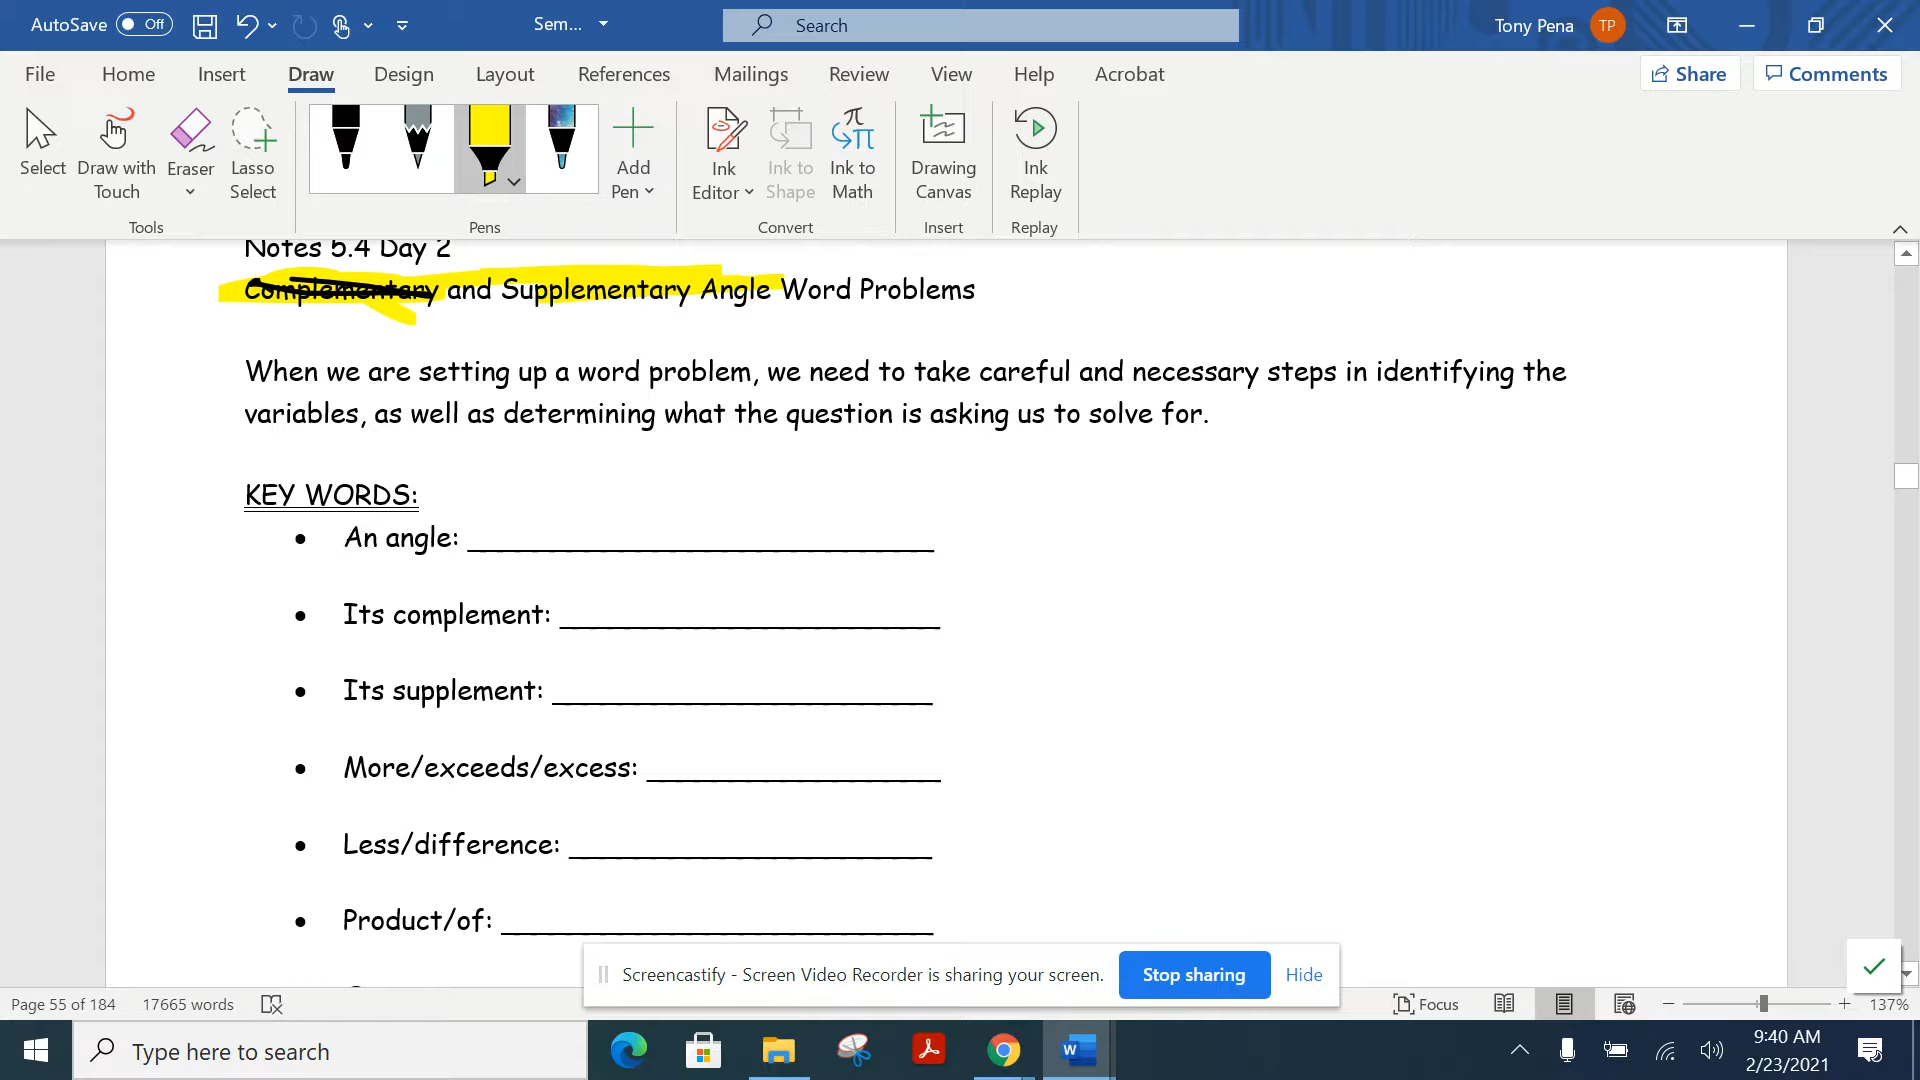 AutoSave Off Sem... Search Tony Pena TP
File Home Insert Draw Design Layout References Mailings Review View Help Acrobat Share Comments
Select Draw with Touch Eraser Lasso Select Add Pen Ink Editor Ink to Shape Ink to Math Drawing Canvas Ink Replay
Tools Pens Convert Insert Replay
Notes 5.4 Day 2
Complementary and Supplementary Angle Word Problems
When we are setting up a word problem, we need to take careful and necessary steps in identifying the
variables, as well as determining what the question is asking us to solve for.
KEY WORDS:
• An angle: ____________________________
• Its complement: _______________________
• Its supplement: _______________________
• More/exceeds/excess: __________________
• Less/difference: ______________________
• Product/of: __________________________
Screencastify - Screen Video Recorder is sharing your screen. Stop sharing Hide
Page 55 of 184 17665 words Focus 137%
Type here to search 9:40 AM
2/23/2021